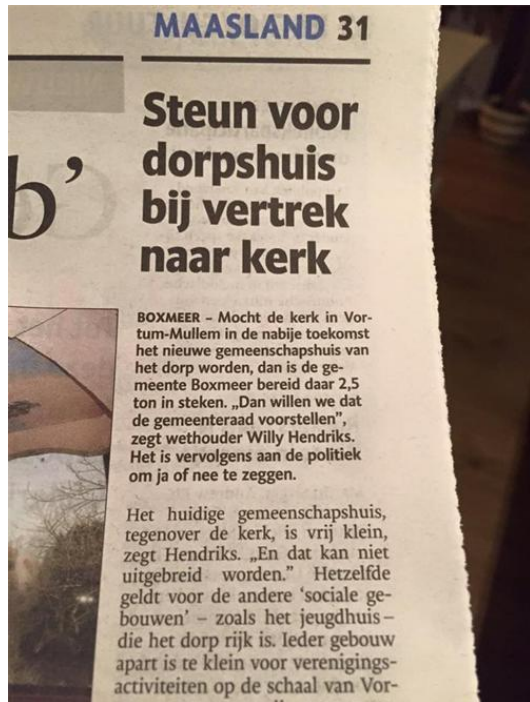 MAASLAND 31
b’
Steun voor
dorpshuis
bij vertrek
naar kerk
BOXMEER – Mocht de kerk in Vor-
tum-Mullem in de nabije toekomst
het nieuwe gemeenschapshuis van
het dorp worden, dan is de ge-
meente Boxmeer bereid daar 2,5
ton in steken. „Dan willen we dat
de gemeenteraad voorstellen”,
zegt wethouder Willy Hendriks.
Het is vervolgens aan de politiek
om ja of nee te zeggen.
Het huidige gemeenschapshuis,
tegenover de kerk, is vrij klein,
zegt Hendriks. „En dat kan niet
uitgebreid worden.” Hetzelfde
geldt voor de andere ‘sociale ge-
bouwen’ – zoals het jeugdhuis –
die het dorp rijk is. Ieder gebouw
apart is te klein voor verenigings-
activiteiten op de schaal van Vor-